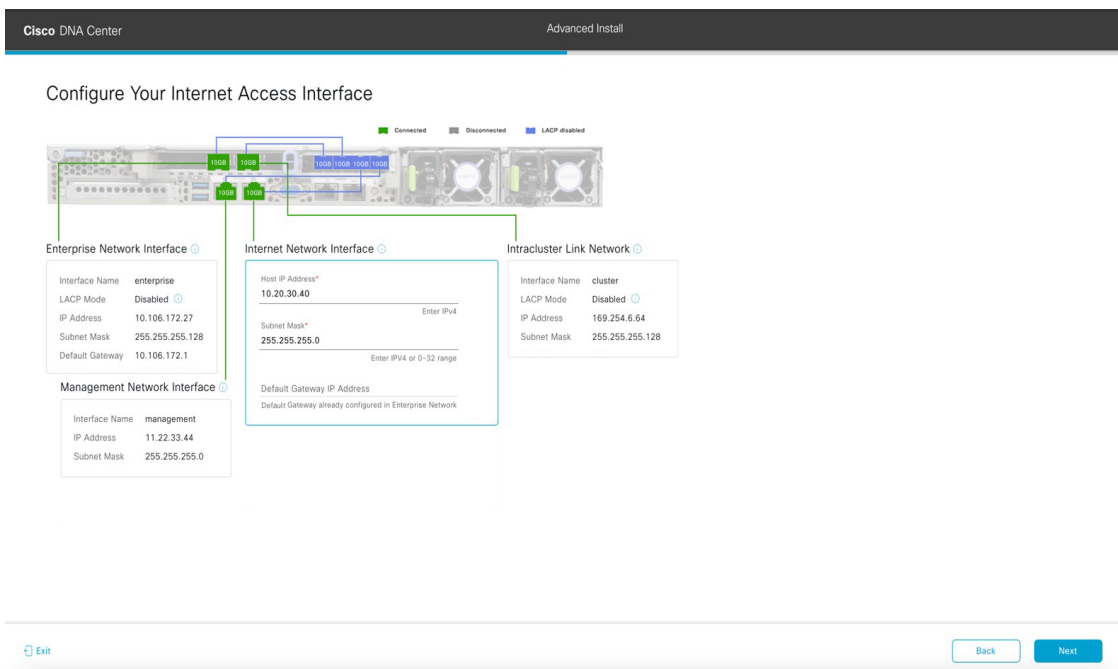 Cisco DNA Center
Advanced Install
Configure Your Internet Access Interface
Connected
Disconnected
LACP disabled
10GB 10GB
10GB 10GB 10GB 10GB
10GB 10GB
Enterprise Network Interface
Interface Name enterprise
LACP Mode Disabled
IP Address 10.106.172.27
Subnet Mask 255.255.255.128
Default Gateway 10.106.172.1
Management Network Interface
Interface Name management
IP Address 11.22.33.44
Subnet Mask 255.255.255.0
Internet Network Interface
Host IP Address*
10.20.30.40
Enter IPv4
Subnet Mask*
255.255.255.0
Enter IPV4 or 0-32 range
Default Gateway IP Address
Default Gateway already configured in Enterprise Network
Intracluster Link Network
Interface Name cluster
LACP Mode Disabled
IP Address 169.254.6.64
Subnet Mask 255.255.255.128
Exit
Back
Next